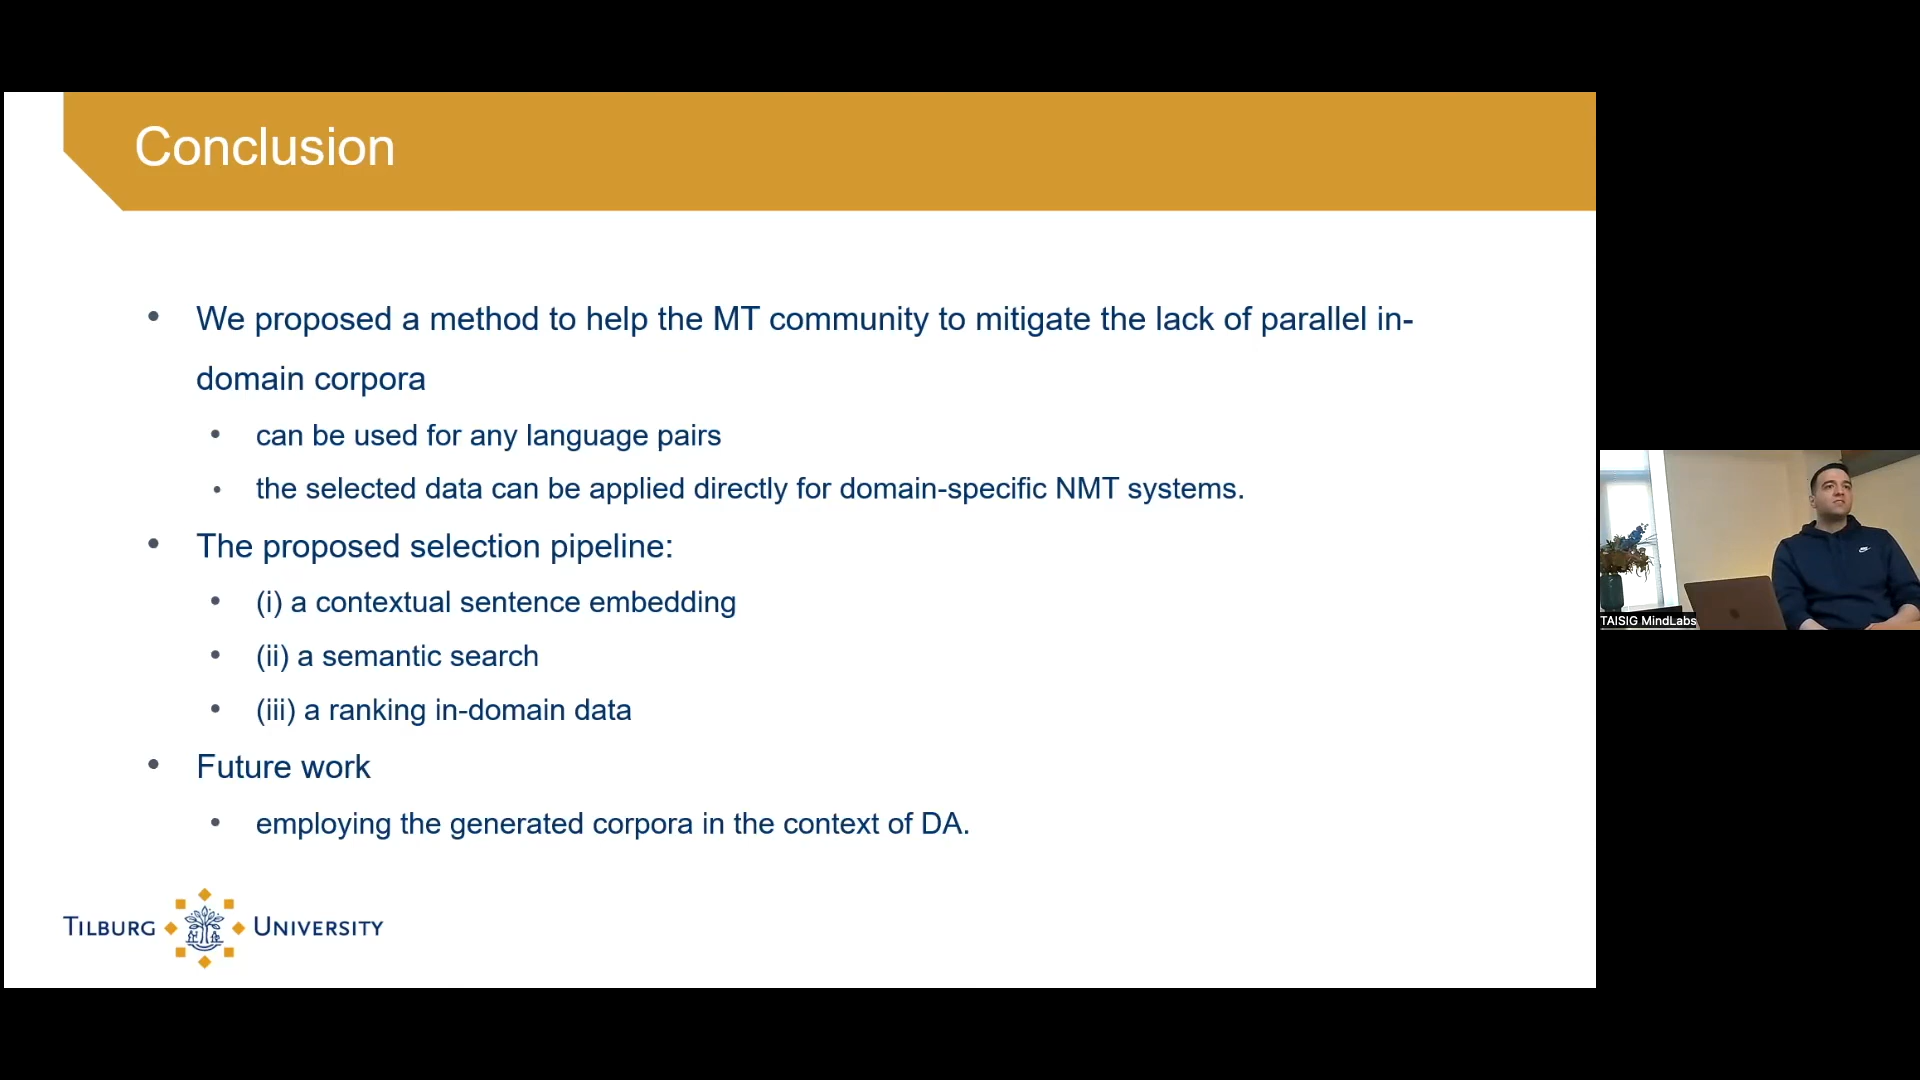 Conclusion
• We proposed a method to help the MT community to mitigate the lack of parallel in-
domain corpora
• can be used for any language pairs
• the selected data can be applied directly for domain-specific NMT systems.
• The proposed selection pipeline:
• (i) a contextual sentence embedding
• (ii) a semantic search
• (iii) a ranking in-domain data
• Future work
• employing the generated corpora in the context of DA.
TILBURG UNIVERSITY
TAISIG MindLabs